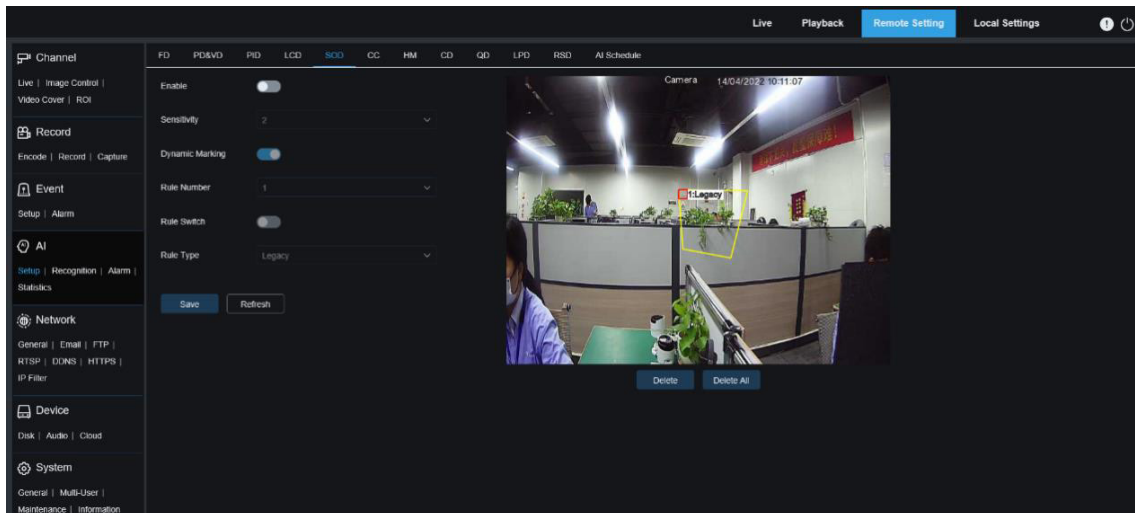 Live Playback Remote Setting Local Settings
Channel
Live | Image Control |
Video Cover | ROI
Record
Encode | Record | Capture
Event
Setup | Alarm
AI
Setup | Recognition | Alarm |
Statistics
Network
General | Email | FTP |
RTSP | DDNS | HTTPS |
IP Filter
Device
Disk | Audio | Cloud
System
General | Multi-User |
Maintenance | Information
FD PD&VD PID LCD SOD CC HM CD QD LPD RSD AI Schedule
Enable
Sensitivity 2
Dynamic Marking
Rule Number 1
Rule Switch
Rule Type Legacy
Save Refresh
Camera 14/04/2022 10:11:07
1:Legacy
Delete Delete All